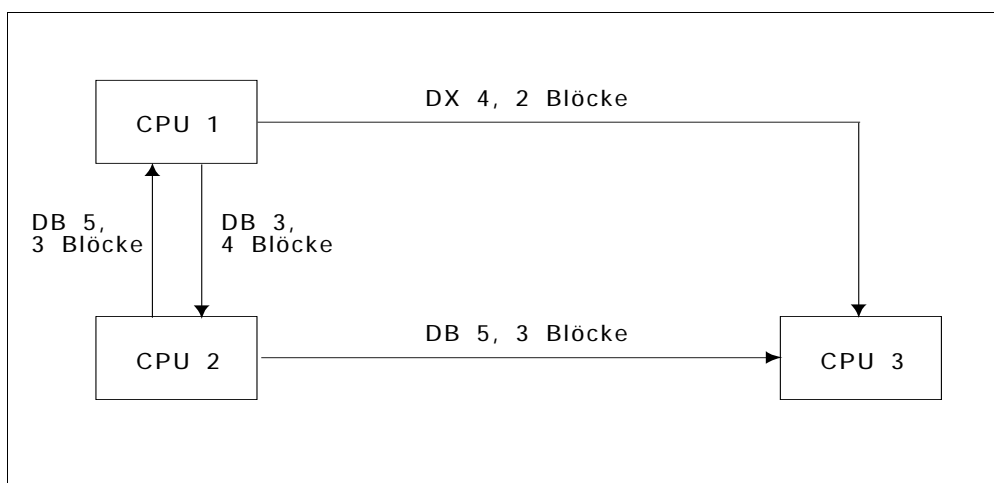 DX 4, 2 Blöcke
CPU 1
DB 5,
3 Blöcke
DB 3,
4 Blöcke
DB 5, 3 Blöcke
CPU 2
CPU 3